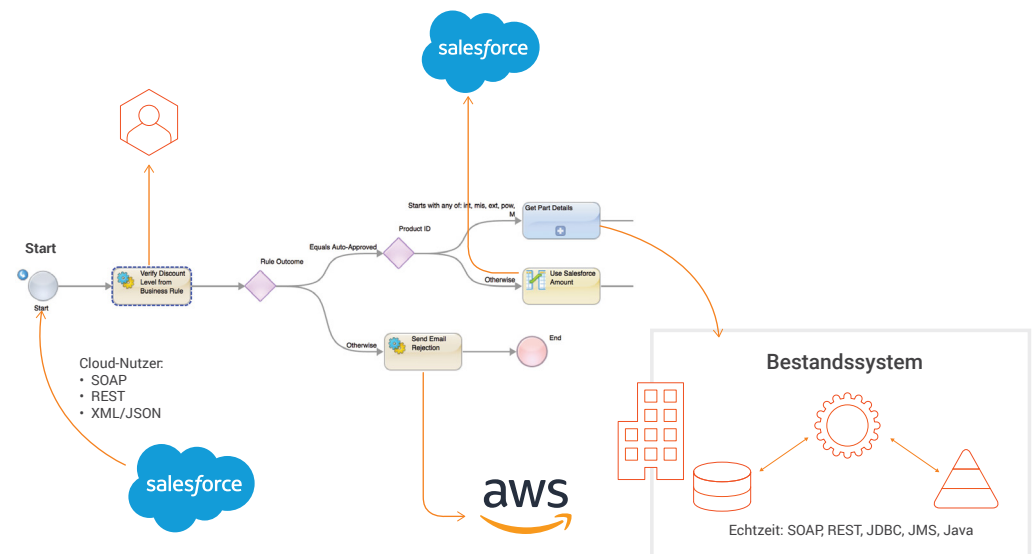 salesforce
Starts with any of: int, mis, ext, pow,
M
Get Part Details
Product ID
Start
Equals Auto-Approved
Rule Outcome
Verify Discount
Level from
Business Rule
Use Salesforce
Amount
Otherwise
Start
Send Email
Rejection
End
Otherwise
Cloud-Nutzer:
• SOAP
• REST
• XML/JSON
Bestandssystem
salesforce
aws
Echtzeit: SOAP, REST, JDBC, JMS, Java